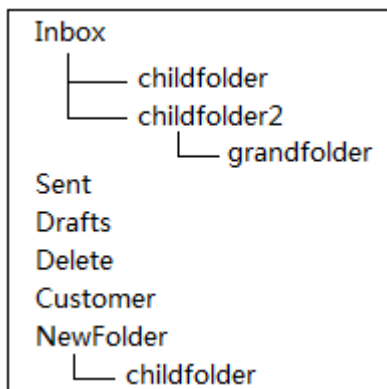 Inbox
childfolder
childfolder2
grandfolder
Sent
Drafts
Delete
Customer
NewFolder
childfolder